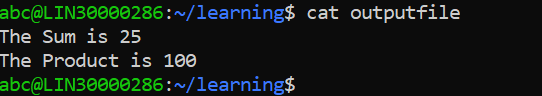 abc@LIN30000286:~/learning$ cat outputfile
The Sum is 25
The Product is 100
abc@LIN30000286:~/learning$